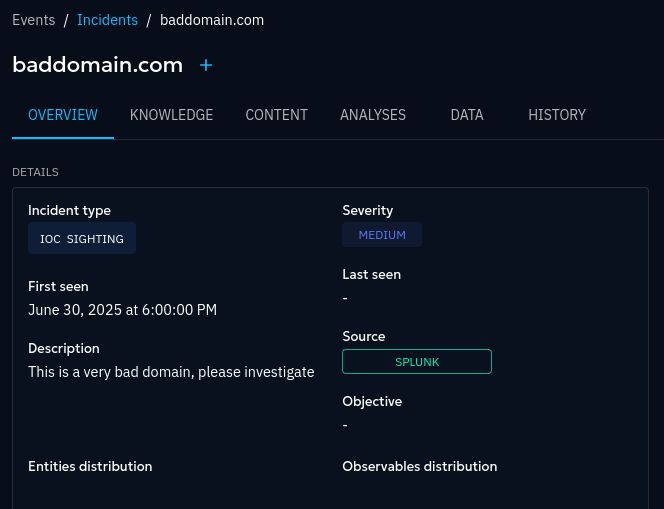 Events / Incidents / baddomain.com
baddomain.com +
OVERVIEW KNOWLEDGE CONTENT ANALYSES DATA HISTORY
DETAILS
Incident type
IOC SIGHTING
Severity
MEDIUM
First seen
June 30, 2025 at 6:00:00 PM
Last seen
-
Description
This is a very bad domain, please investigate
Source
SPLUNK
Objective
-
Entities distribution
Observables distribution